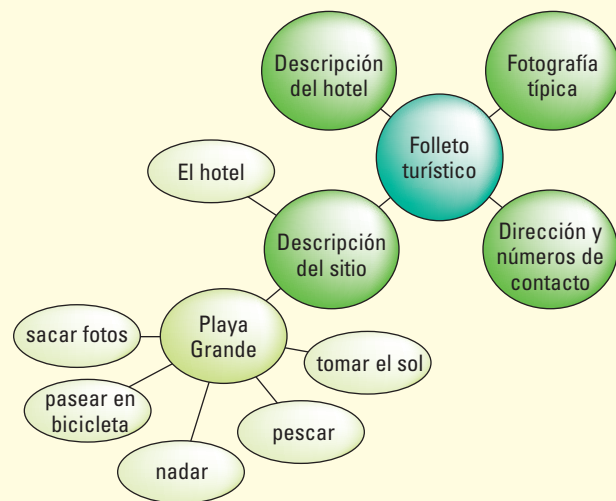 Descripción
del hotel
Fotografía
típica
Folleto
turístico
El hotel
Descripción
del sitio
Dirección y
números de
contacto
Playa
Grande
sacar fotos
tomar el sol
pasear en
bicicleta
pescar
nadar